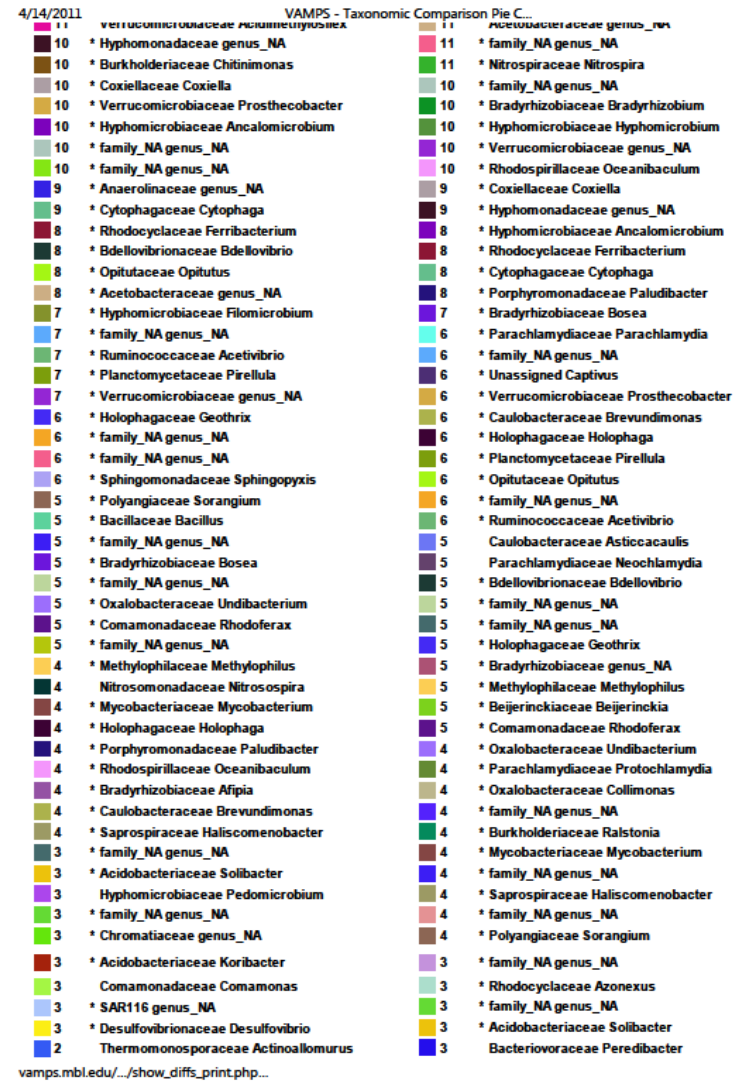 4/14/2011
VAMPS - Taxonomic Comparison Pie C...
11 Verrucomicrobiaceae Acidimethylosilex
10 * Hyphomonadaceae genus_NA
10 * Burkholderiaceae Chitinimonas
10 * Coxiellaceae Coxiella
10 * Verrucomicrobiaceae Prosthecobacter
10 * Hyphomicrobiaceae Ancalomicrobium
10 * family_NA genus_NA
10 * family_NA genus_NA
9 * Anaerolinaceae genus_NA
9 * Cytophagaceae Cytophaga
8 * Rhodocyclaceae Ferribacterium
8 * Bdellovibrionaceae Bdellovibrio
8 * Opitutaceae Opitutus
8 * Acetobacteraceae genus_NA
7 * Hyphomicrobiaceae Filomicrobium
7 * family_NA genus_NA
7 * Ruminococcaceae Acetivibrio
7 * Planctomycetaceae Pirellula
7 * Verrucomicrobiaceae genus_NA
6 * Holophagaceae Geothrix
6 * family_NA genus_NA
6 * family_NA genus_NA
6 * Sphingomonadaceae Sphingopyxis
5 * Polyangiaceae Sorangium
5 * Bacillaceae Bacillus
5 * family_NA genus_NA
5 * Bradyrhizobiaceae Bosea
5 * family_NA genus_NA
5 * Oxalobacteraceae Undibacterium
5 * Comamonadaceae Rhodoferax
5 * family_NA genus_NA
4 * Methylophilaceae Methylophilus
4 Nitrosomonadaceae Nitrosospira
4 * Mycobacteriaceae Mycobacterium
4 * Holophagaceae Holophaga
4 * Porphyromonadaceae Paludibacter
4 * Rhodospirillaceae Oceanibaculum
4 * Bradyrhizobiaceae Afipia
4 * Caulobacteraceae Brevundimonas
4 * Saprospiraceae Haliscomenobacter
3 * family_NA genus_NA
3 * Acidobacteriaceae Solibacter
3 Hyphomicrobiaceae Pedomicrobium
3 * family_NA genus_NA
3 * Chromatiaceae genus_NA
3 * Acidobacteriaceae Koribacter
3 Comamonadaceae Comamonas
3 * SAR116 genus_NA
3 * Desulfovibrionaceae Desulfovibrio
2 Thermomonosporaceae Actinoallomurus
11 Acetobacteraceae genus_NA
11 * family_NA genus_NA
11 * Nitrospiraceae Nitrospira
10 * family_NA genus_NA
10 * Bradyrhizobiaceae Bradyrhizobium
10 * Hyphomicrobiaceae Hyphomicrobium
10 * Verrucomicrobiaceae genus_NA
10 * Rhodospirillaceae Oceanibaculum
9 * Coxiellaceae Coxiella
9 * Hyphomonadaceae genus_NA
8 * Hyphomicrobiaceae Ancalomicrobium
8 * Rhodocyclaceae Ferribacterium
8 * Cytophagaceae Cytophaga
8 * Porphyromonadaceae Paludibacter
7 * Bradyrhizobiaceae Bosea
6 * Parachlamydiaceae Parachlamydia
6 * family_NA genus_NA
6 * Unassigned Captivus
6 * Verrucomicrobiaceae Prosthecobacter
6 * Caulobacteraceae Brevundimonas
6 * Holophagaceae Holophaga
6 * Planctomycetaceae Pirellula
6 * Opitutaceae Opitutus
6 * family_NA genus_NA
6 * Ruminococcaceae Acetivibrio
5 Caulobacteraceae Asticcacaulis
5 Parachlamydiaceae Neochlamydia
5 * Bdellovibrionaceae Bdellovibrio
5 * family_NA genus_NA
5 * family_NA genus_NA
5 * Holophagaceae Geothrix
5 * Bradyrhizobiaceae genus_NA
5 * Methylophilaceae Methylophilus
5 * Beijerinckiaceae Beijerinckia
5 * Comamonadaceae Rhodoferax
4 * Oxalobacteraceae Undibacterium
4 * Parachlamydiaceae Protochlamydia
4 * Oxalobacteraceae Collimonas
4 * family_NA genus_NA
4 * Burkholderiaceae Ralstonia
4 * Mycobacteriaceae Mycobacterium
4 * family_NA genus_NA
4 * Saprospiraceae Haliscomenobacter
4 * family_NA genus_NA
4 * Polyangiaceae Sorangium
3 * family_NA genus_NA
3 * Rhodocyclaceae Azonexus
3 * family_NA genus_NA
3 * Acidobacteriaceae Solibacter
3 Bacteriovoraceae Peredibacter
vamps.mbl.edu/.../show_diffs_print.php...